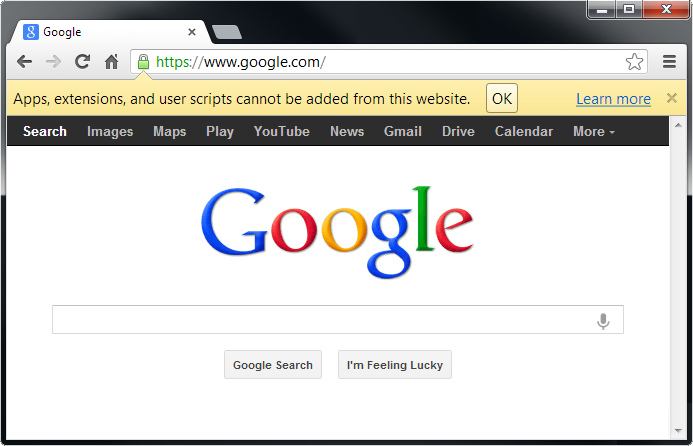 Google
https://www.google.com/
Apps, extensions, and user scripts cannot be added from this website. OK Learn more
Search Images Maps Play YouTube News Gmail Drive Calendar More
Google
Google Search I'm Feeling Lucky